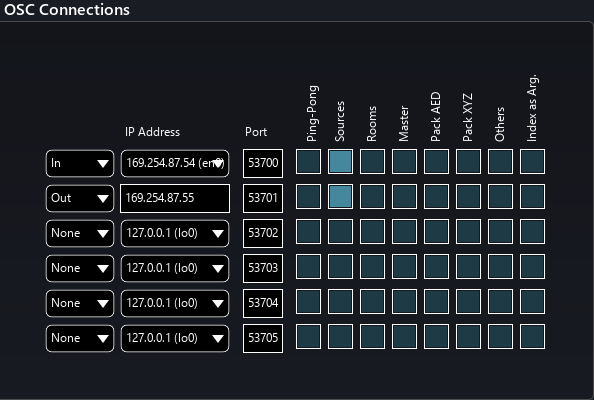 OSC Connections
IP Address
Port
Ping-Pong
Sources
Rooms
Master
Pack AED
Pack XYZ
Others
Index as Arg.
In 169.254.87.54 (en0) 53700
Out 169.254.87.55 53701
None 127.0.0.1 (lo0) 53702
None 127.0.0.1 (lo0) 53703
None 127.0.0.1 (lo0) 53704
None 127.0.0.1 (lo0) 53705